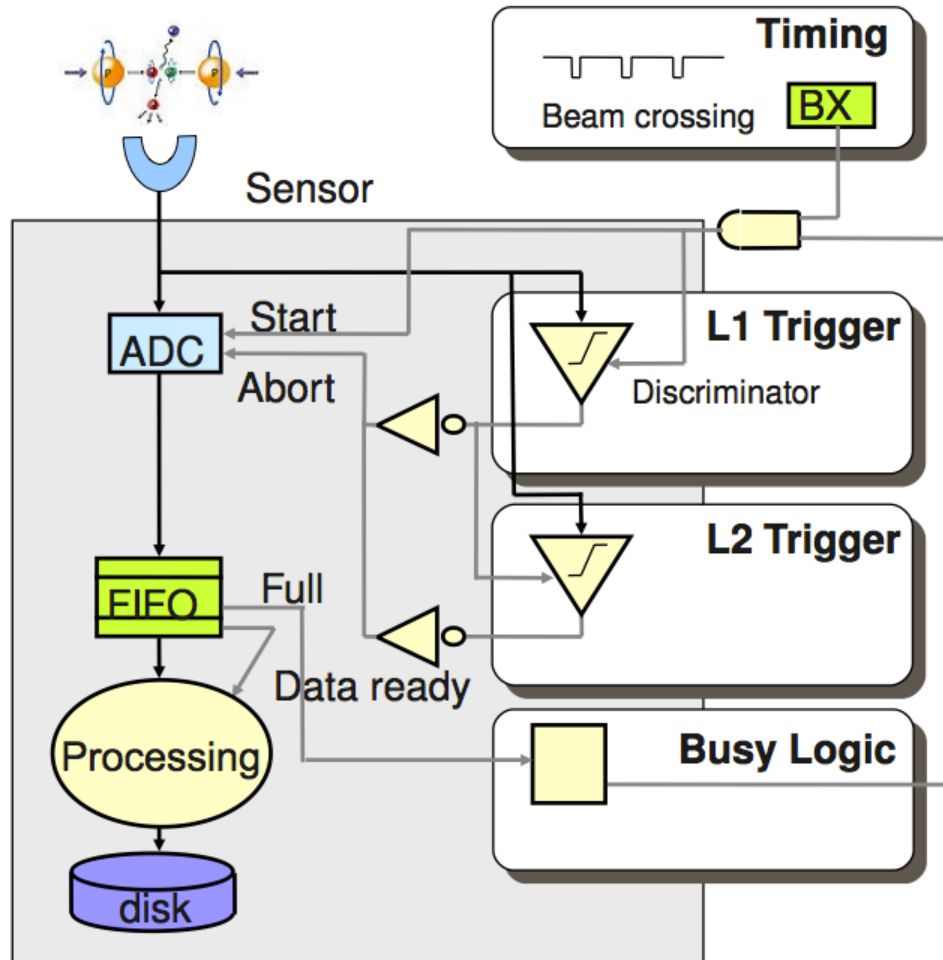 Timing
BX
Beam crossing
P
P
Sensor
Start
ADC
Abort
L1 Trigger
Discriminator
L2 Trigger
FIFO
Full
Data ready
Processing
Busy Logic
disk